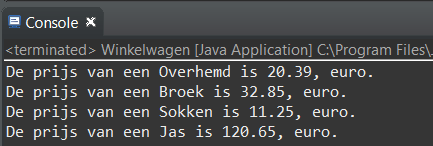 Console
<terminated> Winkelwagen [Java Application] C:\Program Files\
De prijs van een Overhemd is 20.39, euro.
De prijs van een Broek is 32.85, euro.
De prijs van een Sokken is 11.25, euro.
De prijs van een Jas is 120.65, euro.